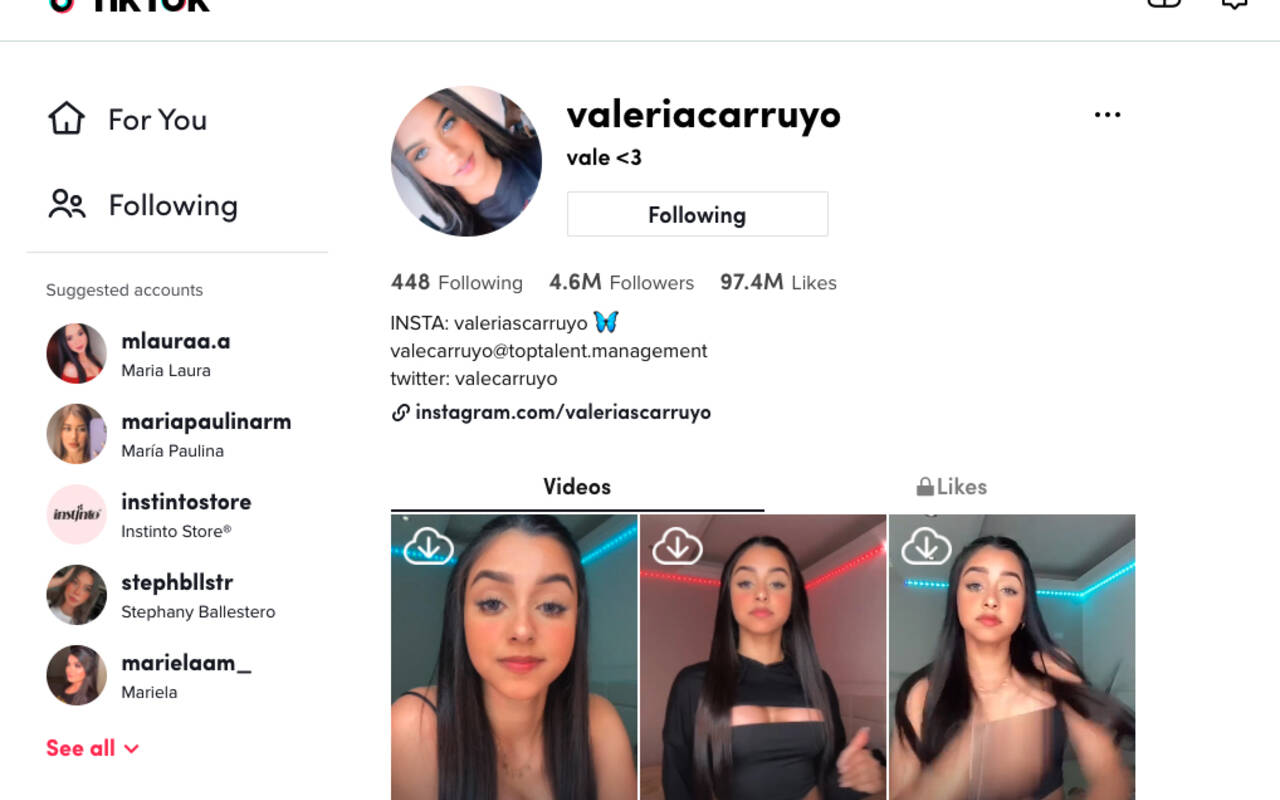 TikTok
For You
Following
Suggested accounts
mlauraa.a
Maria Laura
mariapaulinarm
María Paulina
instinto
instintostore
Instinto Store®
stephbllstr
Stephany Ballestero
marielaam_
Mariela
See all
valeriacarruyo
vale <3
Following
448 Following 4.6M Followers 97.4M Likes
INSTA: valeriascarruyo 🦋
valecarruyo@toptalent.management
twitter: valecarruyo
instagram.com/valeriascarruyo
Videos
Likes